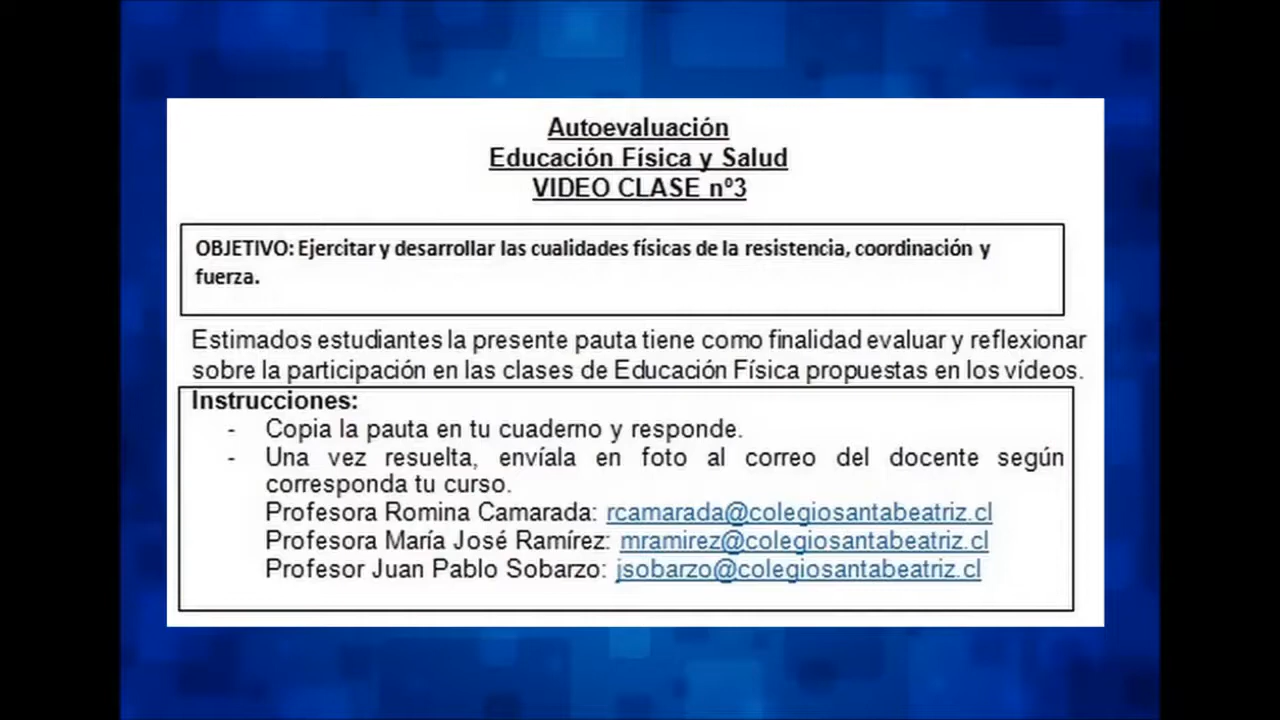 Autoevaluación
Educación Física y Salud
VIDEO CLASE nº3
OBJETIVO: Ejercitar y desarrollar las cualidades físicas de la resistencia, coordinación y
fuerza.
Estimados estudiantes la presente pauta tiene como finalidad evaluar y reflexionar
sobre la participación en las clases de Educación Física propuestas en los vídeos.
Instrucciones:
- Copia la pauta en tu cuaderno y responde.
- Una vez resuelta, envíala en foto al correo del docente según
corresponda tu curso.
Profesora Romina Camarada: rcamarada@colegiosantabeatriz.cl
Profesora María José Ramírez: mramirez@colegiosantabeatriz.cl
Profesor Juan Pablo Sobarzo: jsobarzo@colegiosantabeatriz.cl